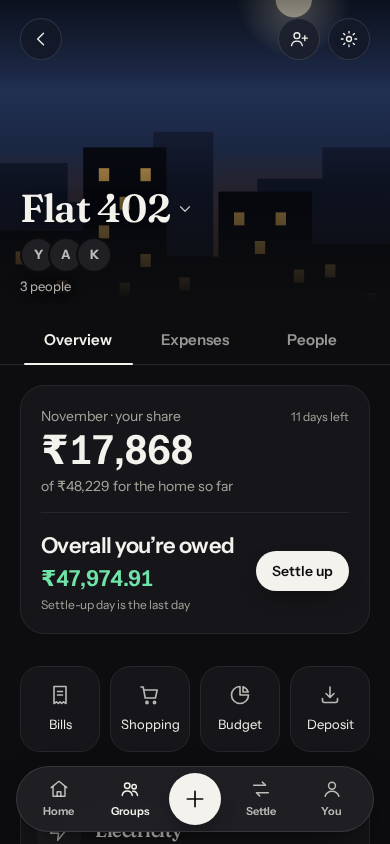 Flat 402
Y A K
3 people
Overview Expenses People
November · your share 11 days left
₹17,868
of ₹48,229 for the home so far
Overall you’re owed
₹47,974.91
Settle up
Settle-up day is the last day
Bills Shopping Budget Deposit
Home Groups Settle You
Electricity